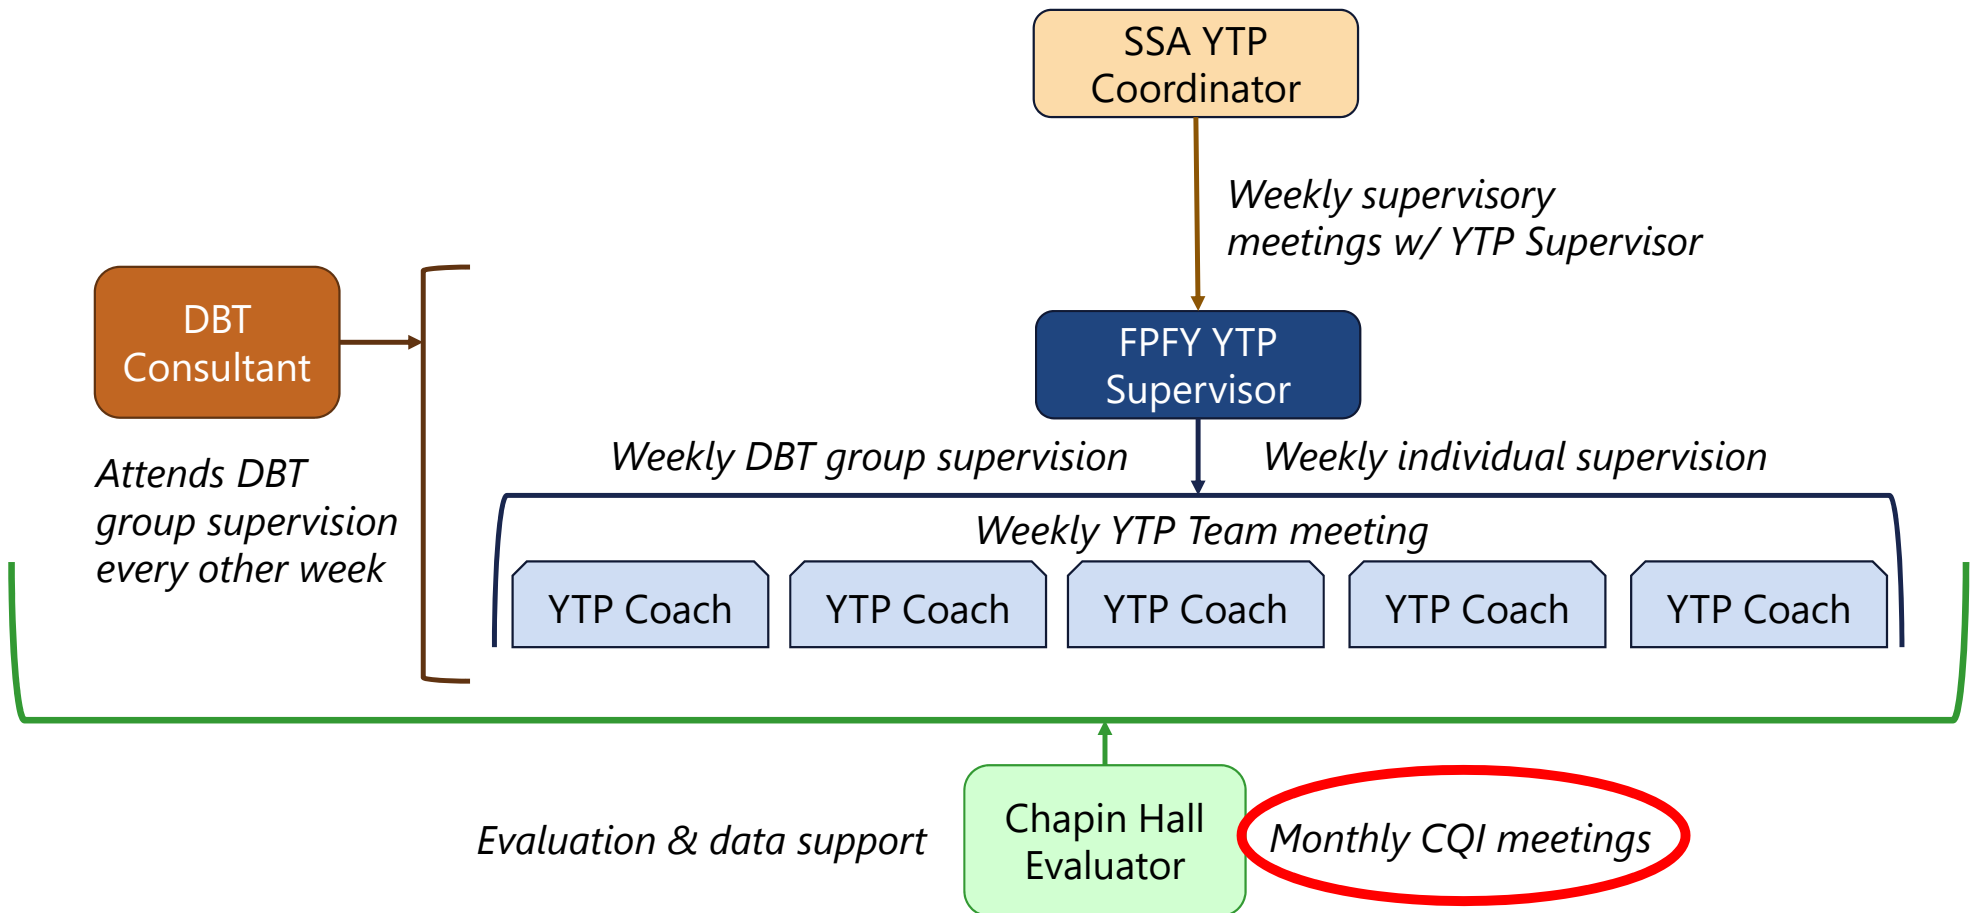 SSA YTP
Coordinator
Weekly supervisory
meetings w/ YTP Supervisor
DBT
Consultant
FPFY YTP
Supervisor
Attends DBT
group supervision
every other week
Weekly DBT group supervision
Weekly individual supervision
Weekly YTP Team meeting
YTP Coach
YTP Coach
YTP Coach
YTP Coach
YTP Coach
Evaluation & data support
Chapin Hall
Evaluator
Monthly CQI meetings